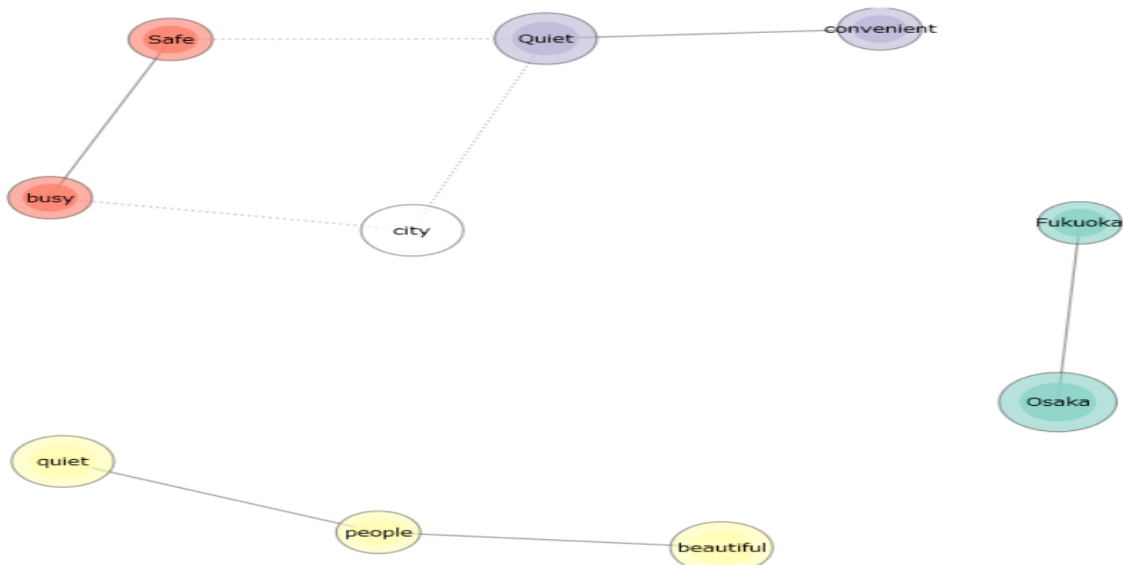 Safe
Quiet
convenient
busy
city
Fukuoka
Osaka
quiet
people
beautiful